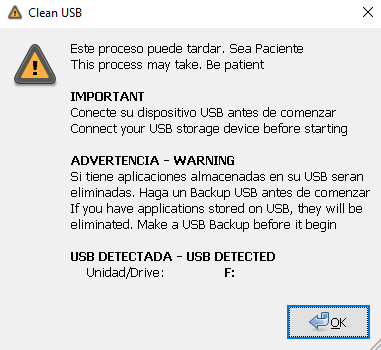 Clean USB
Este proceso puede tardar. Sea Paciente
This process may take. Be patient
IMPORTANT
Conecte su dispositivo USB antes de comenzar
Connect your USB storage device before starting
ADVERTENCIA - WARNING
Si tiene aplicaciones almacenadas en su USB seran
eliminadas. Haga un Backup USB antes de comenzar
If you have applications stored on USB, they will be
eliminated. Make a USB Backup before it begin
USB DETECTADA - USB DETECTED
Unidad/Drive: F:
OK